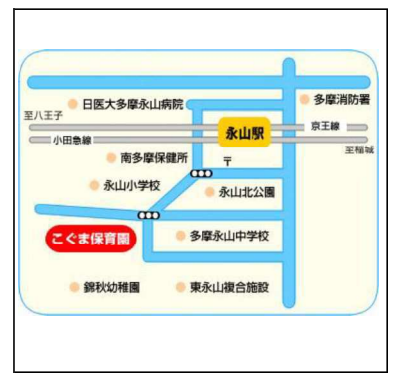 日医大多摩永山病院
多摩消防署
至八王子
永山駅
京王線
小田急線
至稲城
南多摩保健所
〒
永山小学校
永山北公園
こぐま保育園
多摩永山中学校
錦秋幼稚園
東永山複合施設